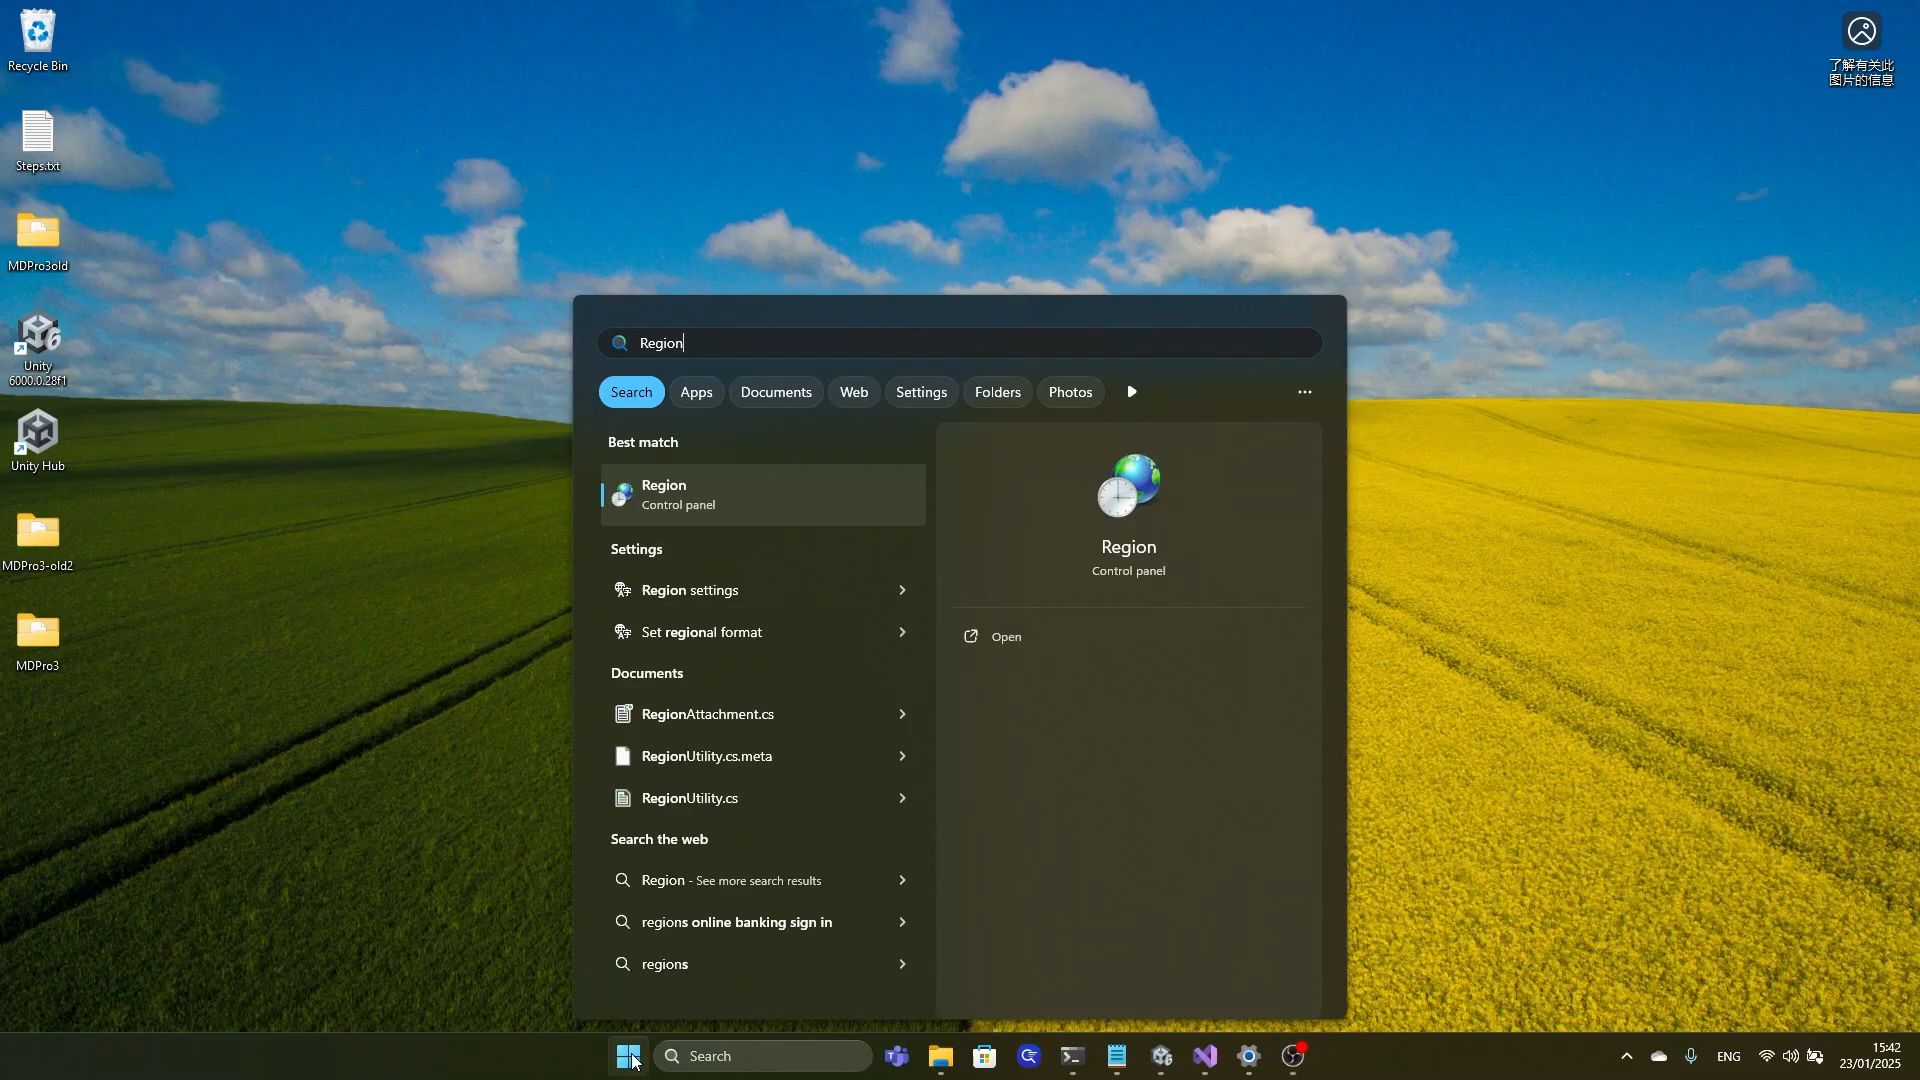 Recycle Bin
Steps.txt
MDPro3old
Unity
6000.0.28f1
Unity Hub
MDPro3-old2
MDPro3
了解有关此
图片的信息
Region
Search
Apps
Documents
Web
Settings
Folders
Photos
Best match
Region
Control panel
Settings
Region settings
Set regional format
Documents
RegionAttachment.cs
RegionUtility.cs.meta
RegionUtility.cs
Search the web
Region - See more search results
regions online banking sign in
regions
Region
Control panel
Open
Search
ENG
15:42
23/01/2025